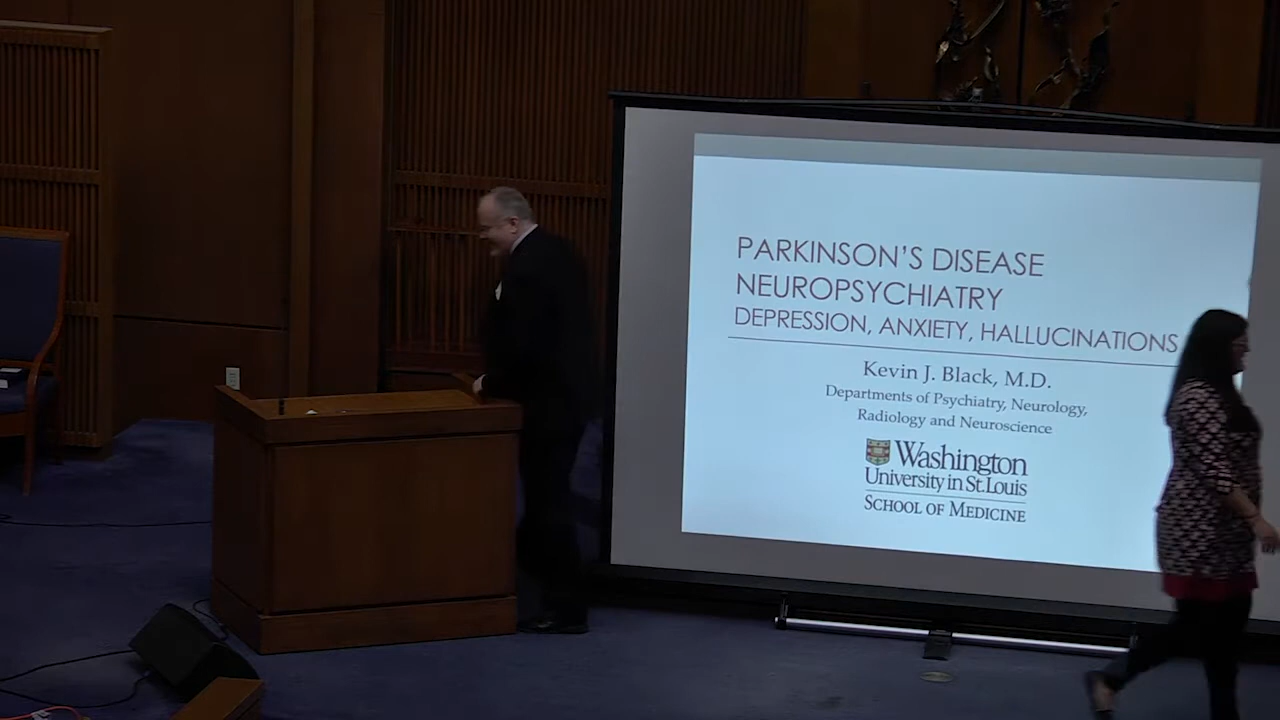 PARKINSON'S DISEASE
NEUROPSYCHIATRY
DEPRESSION, ANXIETY, HALLUCINATIONS
Kevin J. Black, M.D.
Departments of Psychiatry, Neurology,
Radiology and Neuroscience
Washington
University in St. Louis
SCHOOL OF MEDICINE